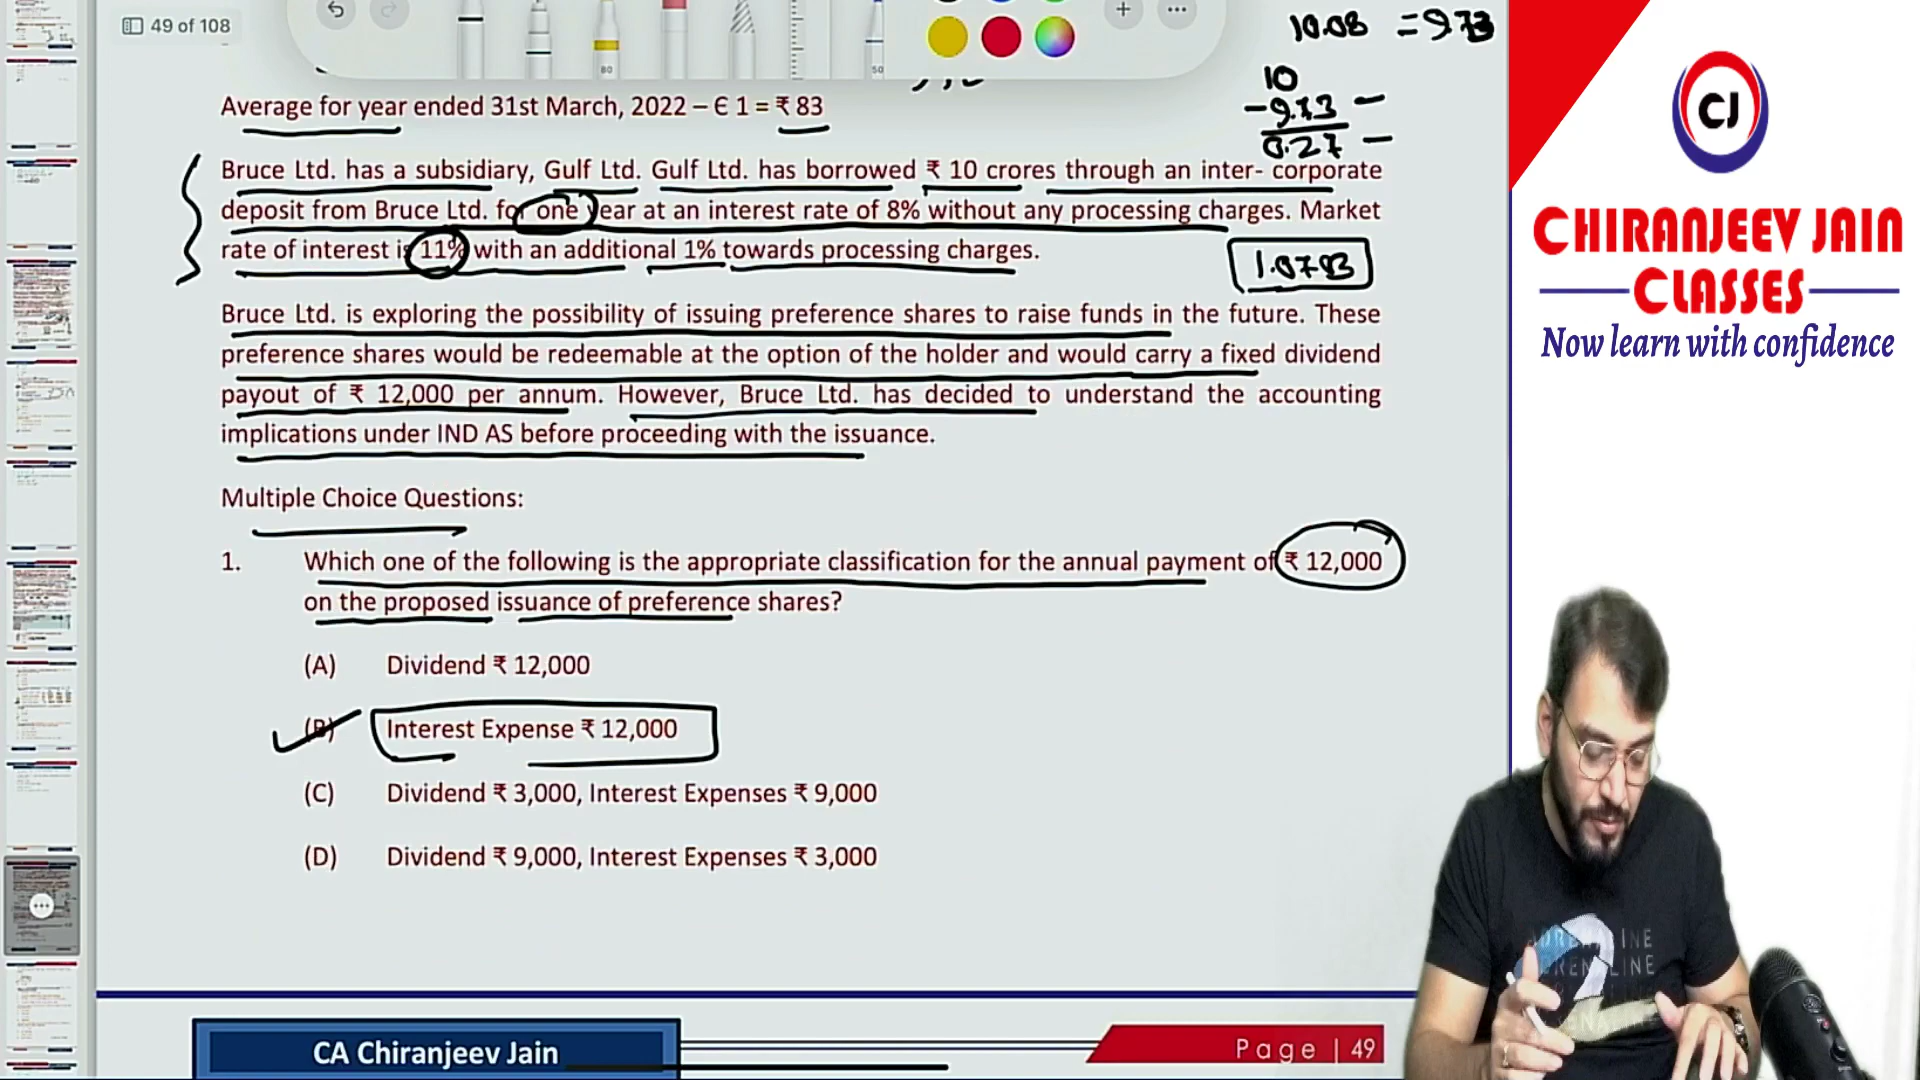 49 of 108
80
50
10.08 = 9.73
10
- 9.73 -
0.27 -
Average for year ended 31st March, 2022 – € 1 = ₹ 83
Bruce Ltd. has a subsidiary, Gulf Ltd. Gulf Ltd. has borrowed ₹ 10 crores through an inter- corporate
deposit from Bruce Ltd. for one year at an interest rate of 8% without any processing charges. Market
rate of interest is 11% with an additional 1% towards processing charges.
1.0783
Bruce Ltd. is exploring the possibility of issuing preference shares to raise funds in the future. These
preference shares would be redeemable at the option of the holder and would carry a fixed dividend
payout of ₹ 12,000 per annum. However, Bruce Ltd. has decided to understand the accounting
implications under IND AS before proceeding with the issuance.
Multiple Choice Questions:
1. Which one of the following is the appropriate classification for the annual payment of ₹ 12,000
on the proposed issuance of preference shares?
(A) Dividend ₹ 12,000
(B) Interest Expense ₹ 12,000
(C) Dividend ₹ 3,000, Interest Expenses ₹ 9,000
(D) Dividend ₹ 9,000, Interest Expenses ₹ 3,000
CA Chiranjeev Jain
Page | 49
CJ
CHIRANJEEV JAIN
CLASSES
Now learn with confidence